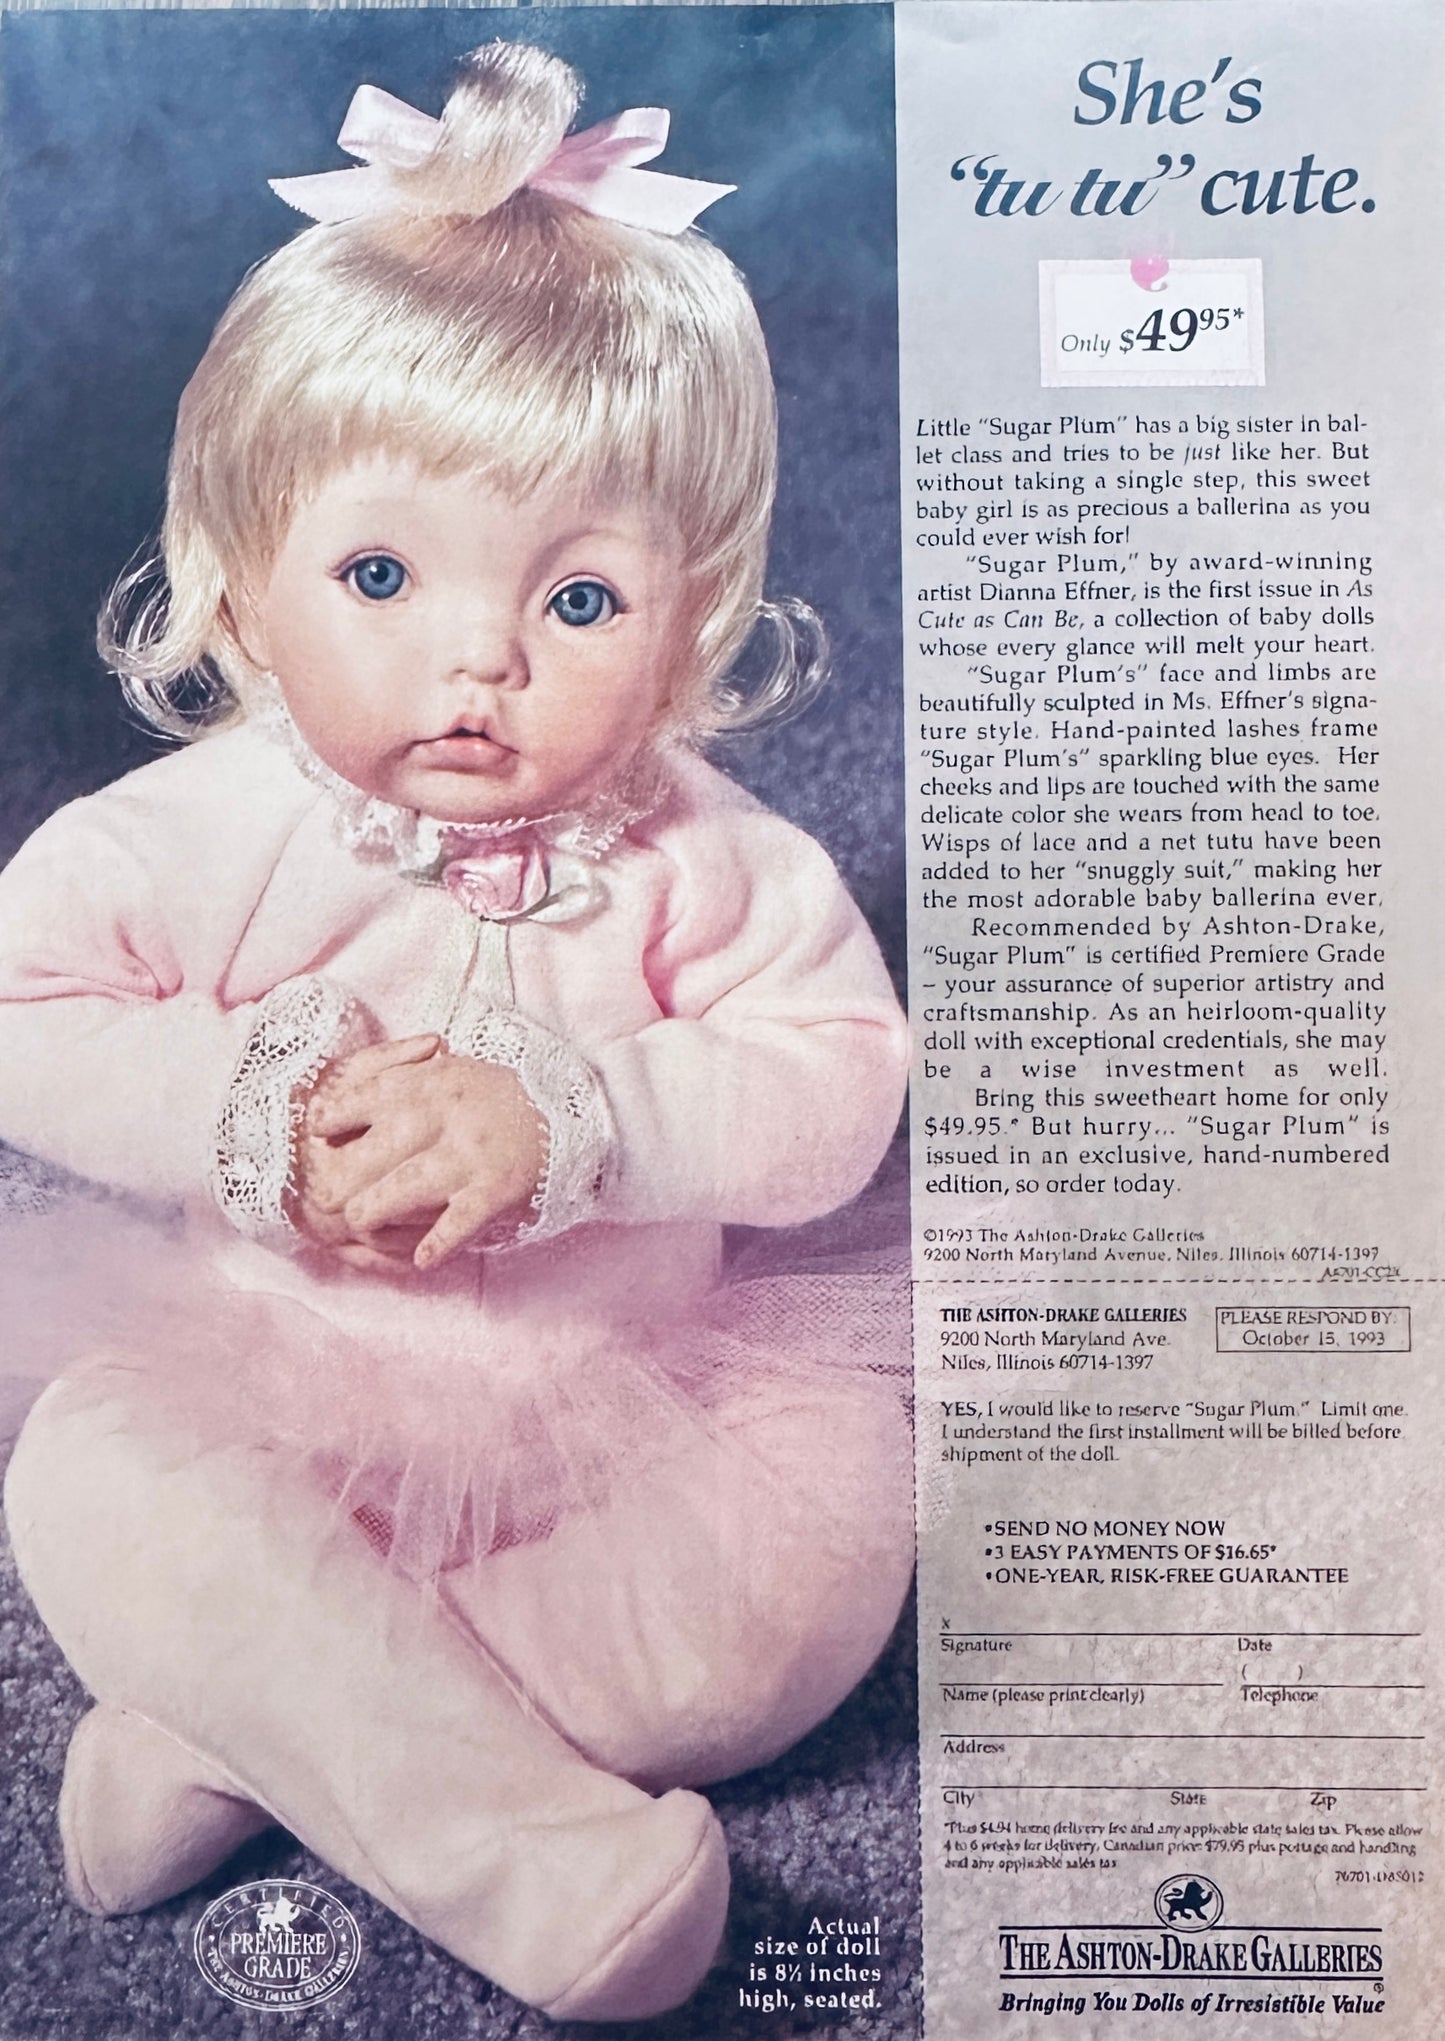 She's
“tu tu” cute.
Only $49.95*
Little “Sugar Plum” has a big sister in bal-
let class and tries to be just like her. But
without taking a single step, this sweet
baby girl is as precious a ballerina as you
could ever wish for!
“Sugar Plum,” by award-winning
artist Dianna Effner, is the first issue in As
Cute as Can Be, a collection of baby dolls
whose every glance will melt your heart.
“Sugar Plum's” face and limbs are
beautifully sculpted in Ms. Effner's signa-
ture style. Hand-painted lashes frame
“Sugar Plum's” sparkling blue eyes. Her
cheeks and lips are touched with the same
delicate color she wears from head to toe.
Wisps of lace and a net tutu have been
added to her “snuggly suit,” making her
the most adorable baby ballerina ever.
Recommended by Ashton-Drake,
“Sugar Plum” is certified Premiere Grade
– your assurance of superior artistry and
craftsmanship. As an heirloom-quality
doll with exceptional credentials, she may
be a wise investment as well.
Bring this sweetheart home for only
$49.95.* But hurry... “Sugar Plum” is
issued in an exclusive, hand-numbered
edition, so order today.
©1993 The Ashton-Drake Galleries
9200 North Maryland Avenue, Niles, Illinois 60714-1397
THE ASHTON-DRAKE GALLERIES
9200 North Maryland Ave.
Niles, Illinois 60714-1397
PLEASE RESPOND BY:
October 15, 1993
YES, I would like to reserve “Sugar Plum.” Limit one.
I understand the first installment will be billed before
shipment of the doll.
•SEND NO MONEY NOW
•3 EASY PAYMENTS OF $16.65*
•ONE-YEAR, RISK-FREE GUARANTEE
x
Signature Date
( )
Name (please print clearly) Telephone
Address
City State Zip
*Plus home delivery fee and any applicable state sales tax. Please allow
4 to 6 weeks for delivery. Canadian price $79.95 plus postage and handling
and any applicable sales tax
THE ASHTON-DRAKE GALLERIES
®
Bringing You Dolls of Irresistible Value
CERTIFIED
PREMIERE
GRADE
THE ASHTON-DRAKE GALLERIES
Actual
size of doll
is 8½ inches
high, seated.